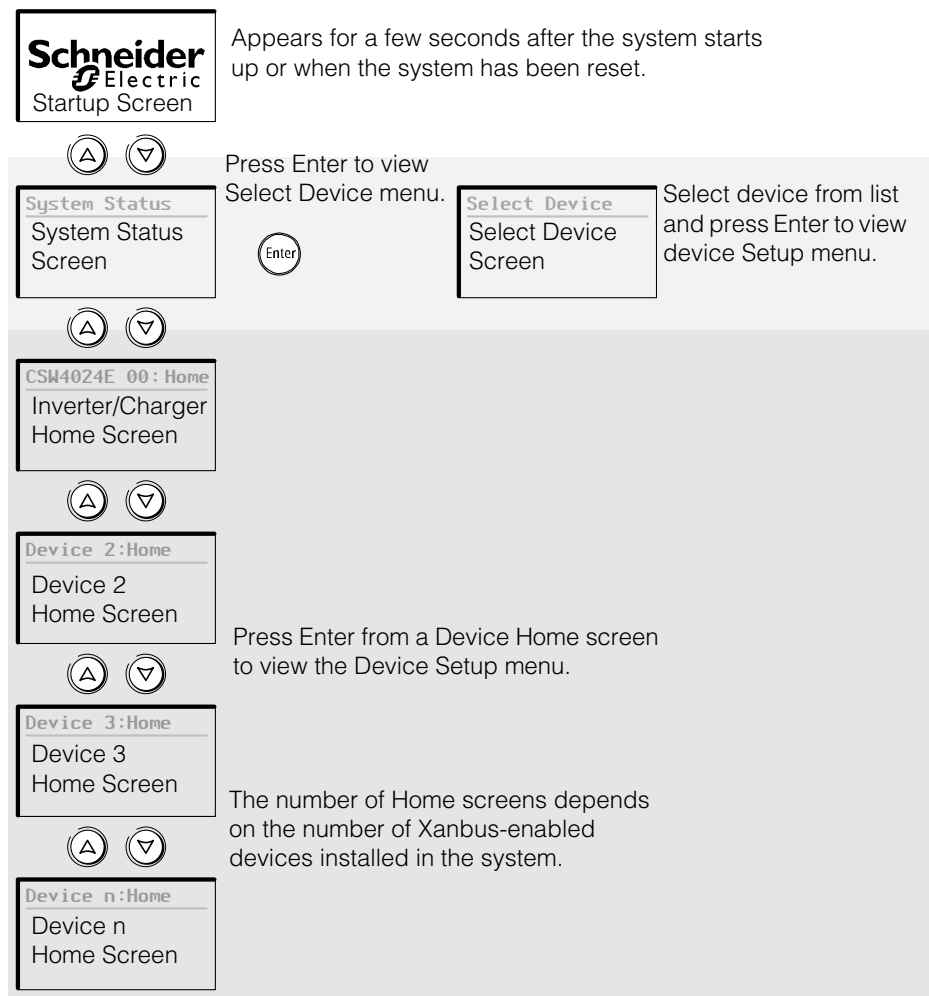 Schneider
Electric
Startup Screen
Appears for a few seconds after the system starts
up or when the system has been reset.
System Status
System Status
Screen
Press Enter to view
Select Device menu.
Enter
Select Device
Select Device
Screen
Select device from list
and press Enter to view
device Setup menu.
CSW4024E 00:Home
Inverter/Charger
Home Screen
Device 2:Home
Device 2
Home Screen
Press Enter from a Device Home screen
to view the Device Setup menu.
Device 3:Home
Device 3
Home Screen
The number of Home screens depends
on the number of Xanbus-enabled
devices installed in the system.
Device n:Home
Device n
Home Screen